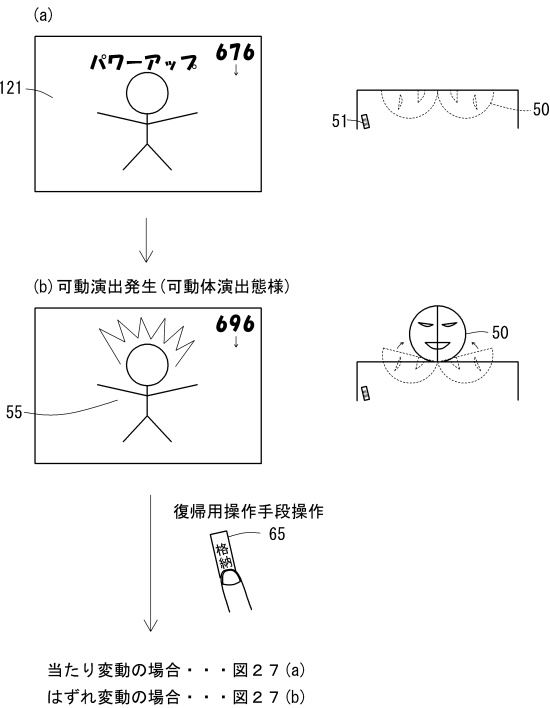 (a)
パワーアップ
676
↓
121
50
51
(b)可動演出発生(可動体演出態様)
696
↓
50
55
復帰用操作手段操作
65
格納
当たり変動の場合・・・図２７(a)
はずれ変動の場合・・・図２７(b)